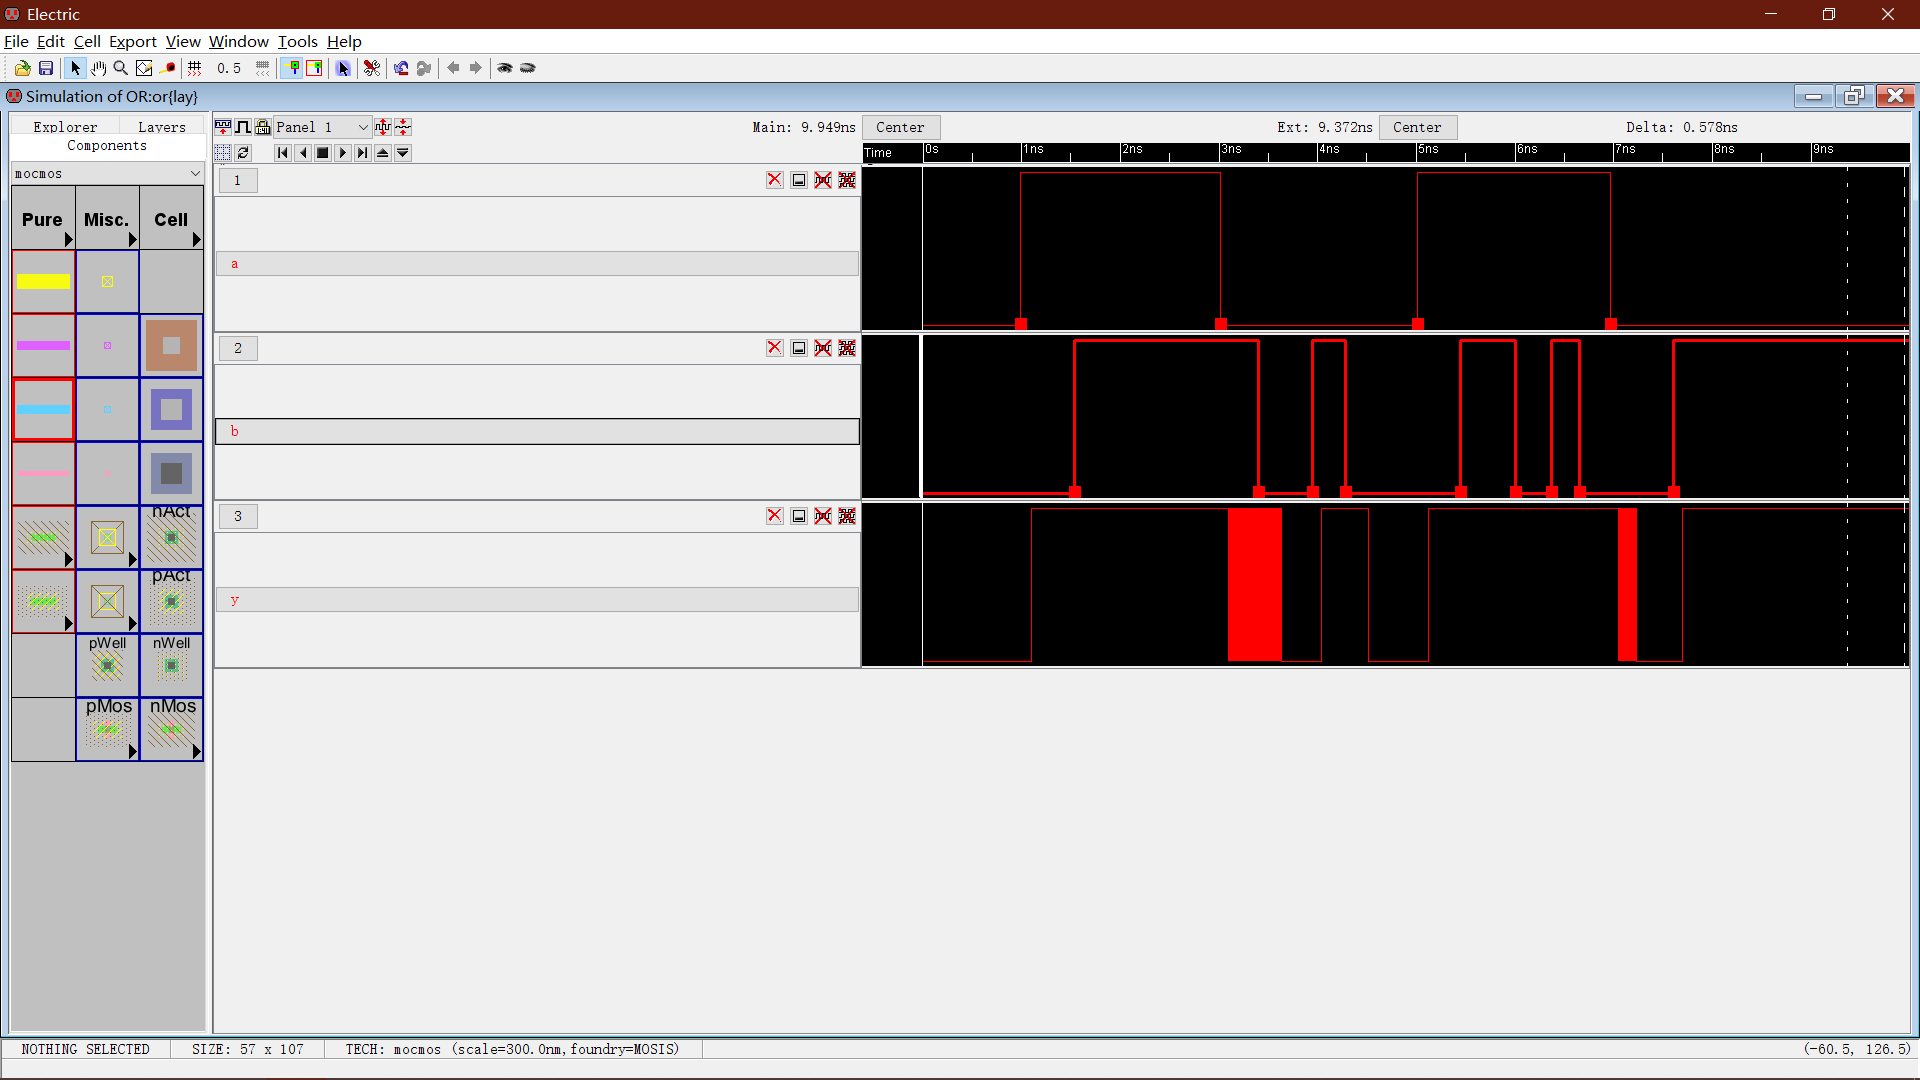 Electric
File Edit Cell Export View Window Tools Help
0.5
Simulation of OR:or{lay}
Explorer Layers
Components
mocmos
Pure Misc. Cell
nAct
pAct
pWell nWell
pMos nMos
Panel 1 Main: 9.949ns Center Ext: 9.372ns Center Delta: 0.578ns
Time 0s 1ns 2ns 3ns 4ns 5ns 6ns 7ns 8ns 9ns
1
a
2
b
3
y
NOTHING SELECTED SIZE: 57 x 107 TECH: mocmos (scale=300.0nm,foundry=MOSIS) (-60.5, 126.5)